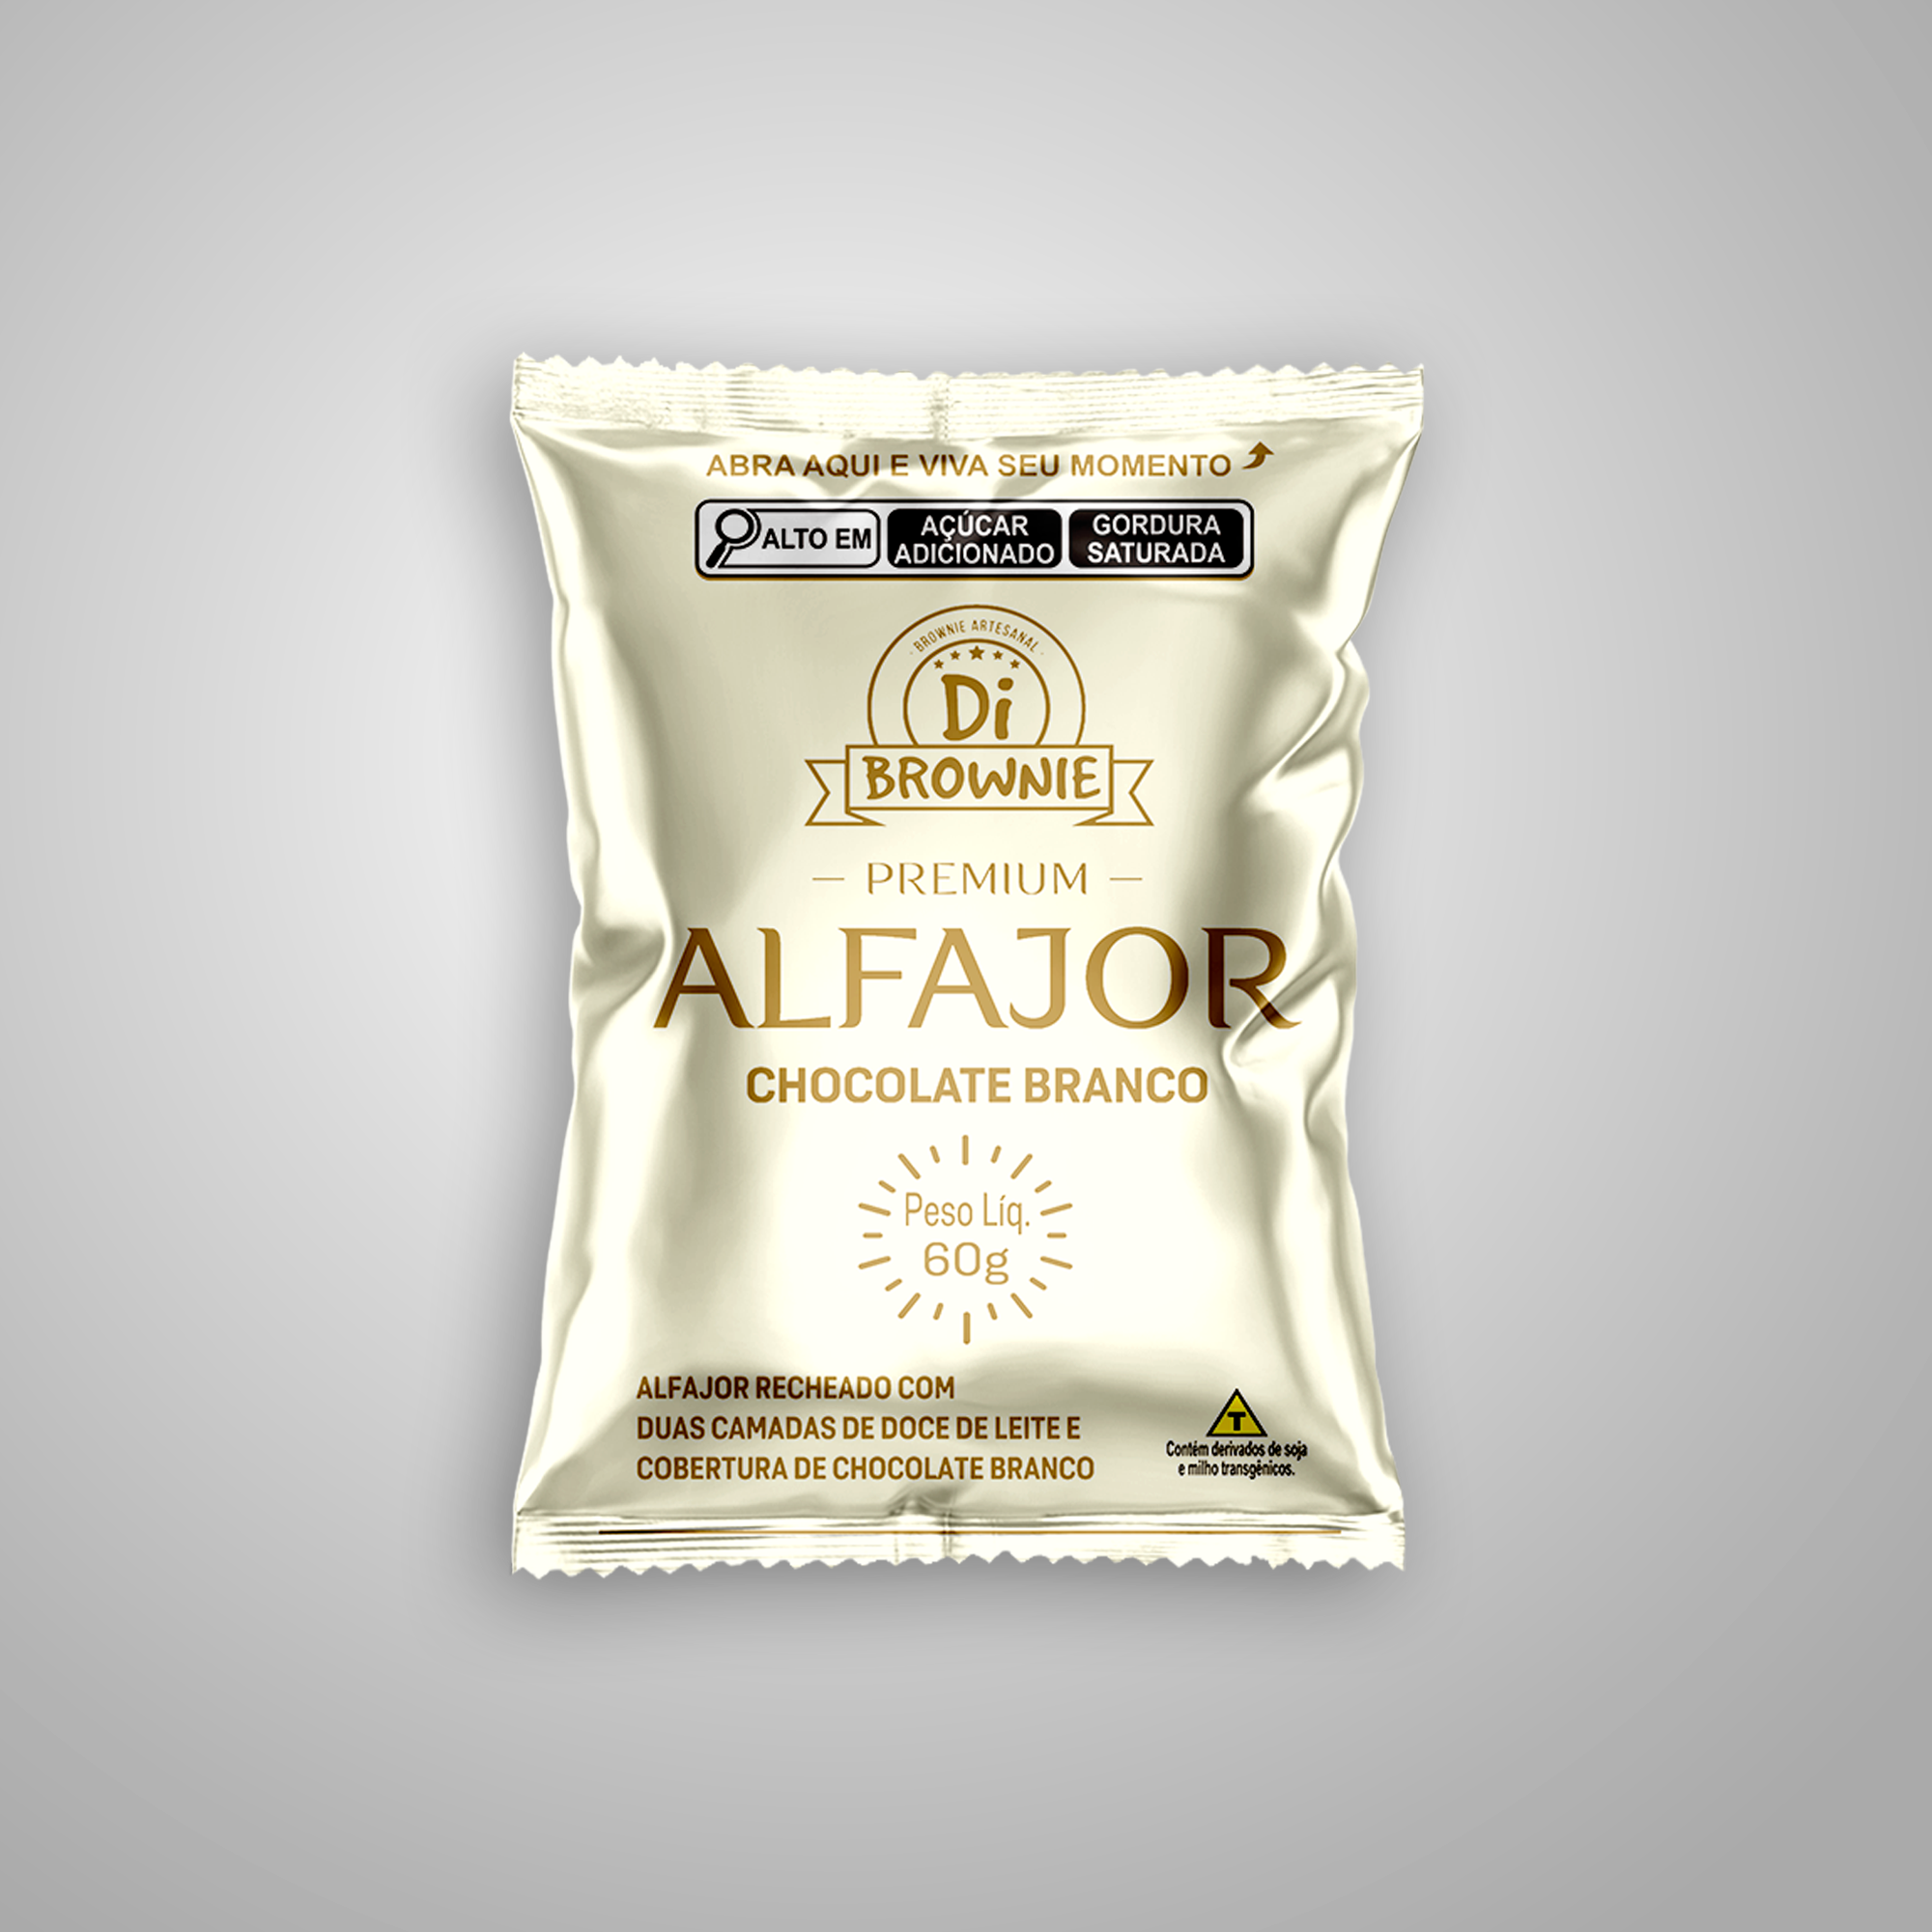 ABRA AQUI E VIVA SEU MOMENTO
ALTO EM
AÇÚCAR
ADICIONADO
GORDURA
SATURADA
· BROWNIE ARTESANAL ·
Di
BROWNIE
— PREMIUM —
ALFAJOR
CHOCOLATE BRANCO
Peso Líq.
60g
ALFAJOR RECHEADO COM
DUAS CAMADAS DE DOCE DE LEITE E
COBERTURA DE CHOCOLATE BRANCO
T
Contém derivados de soja
e milho transgênicos.